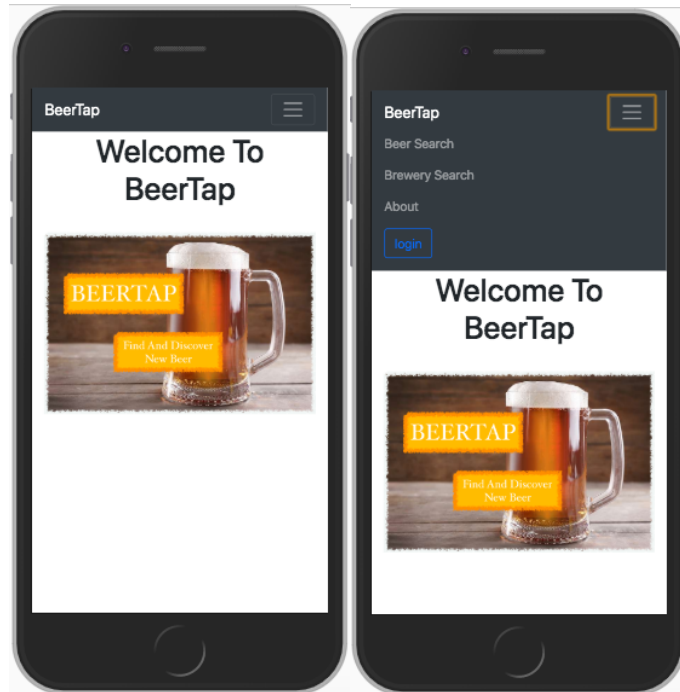 BeerTap
Welcome To
BeerTap
BEERTAP
Find And Discover
New Beer
BeerTap
Beer Search
Brewery Search
About
login
Welcome To
BeerTap
BEERTAP
Find And Discover
New Beer